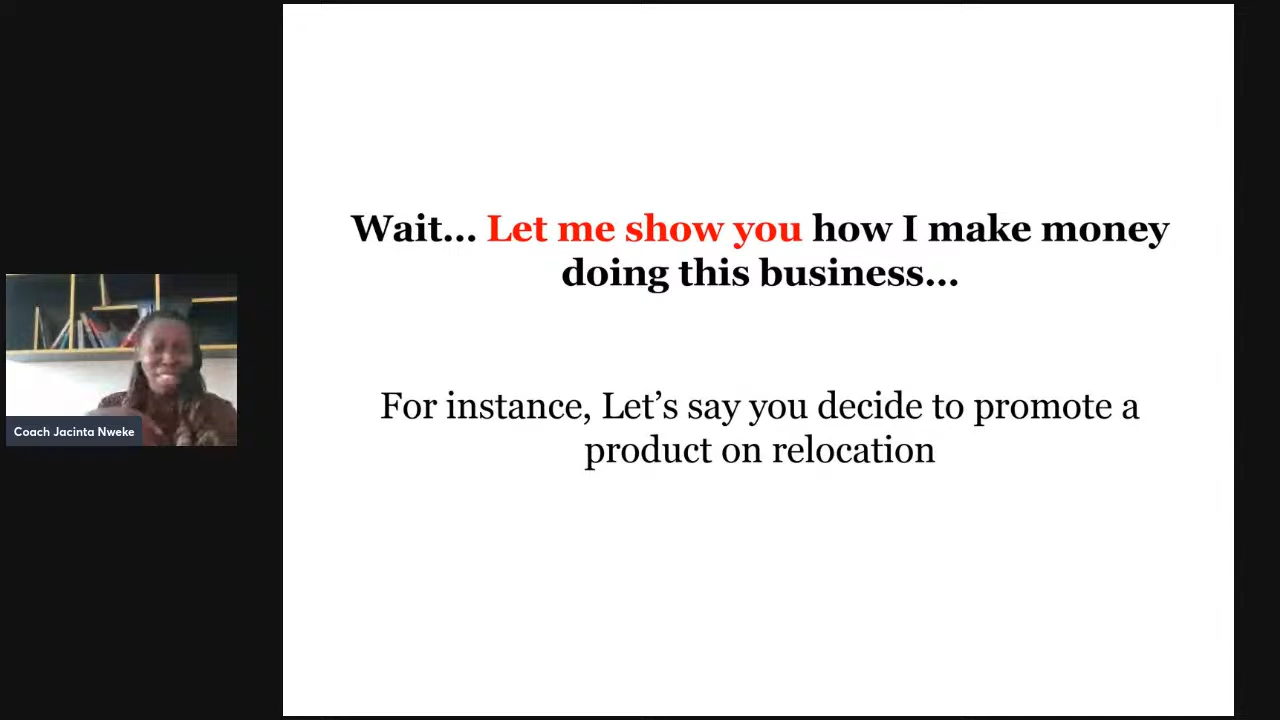 Wait... Let me show you how I make money
doing this business...
For instance, Let’s say you decide to promote a
product on relocation
Coach Jacinta Nweke